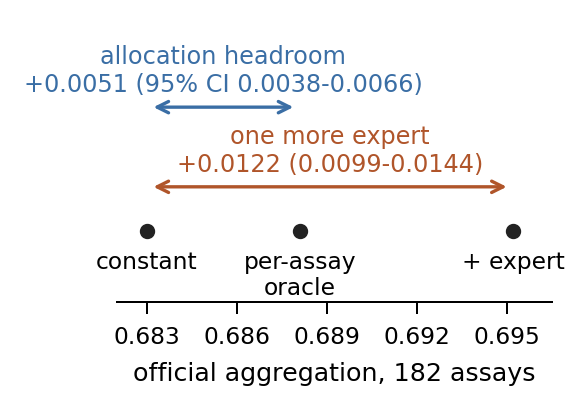 allocation headroom
+0.0051 (95% CI 0.0038-0.0066)
one more expert
+0.0122 (0.0099-0.0144)
constant
per-assay
oracle
+ expert
0.683 0.686 0.689 0.692 0.695
official aggregation, 182 assays